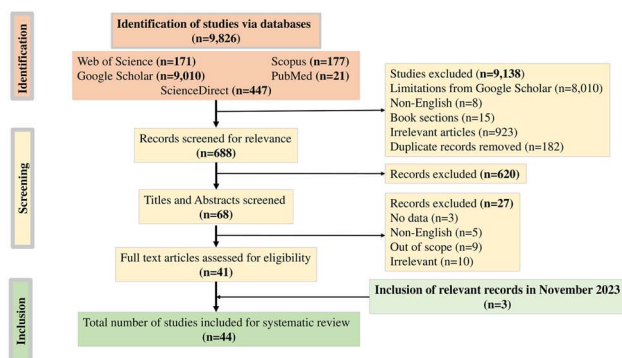 Identification
Identification of studies via databases
(n=9,826)
Web of Science (n=171)
Scopus (n=177)
Google Scholar (n=9,010)
PubMed (n=21)
ScienceDirect (n=447)
Studies excluded (n=9,138)
Limitations from Google Scholar (n=8,010)
Non-English (n=8)
Book sections (n=15)
Irrelevant articles (n=923)
Duplicate records removed (n=182)
Screening
Records screened for relevance
(n=688)
Records excluded (n=620)
Titles and Abstracts screened
(n=68)
Records excluded (n=27)
No data (n=3)
Non-English (n=5)
Out of scope (n=9)
Irrelevant (n=10)
Full text articles assessed for eligibility
(n=41)
Inclusion
Inclusion of relevant records in November 2023
(n=3)
Total number of studies included for systematic review
(n=44)